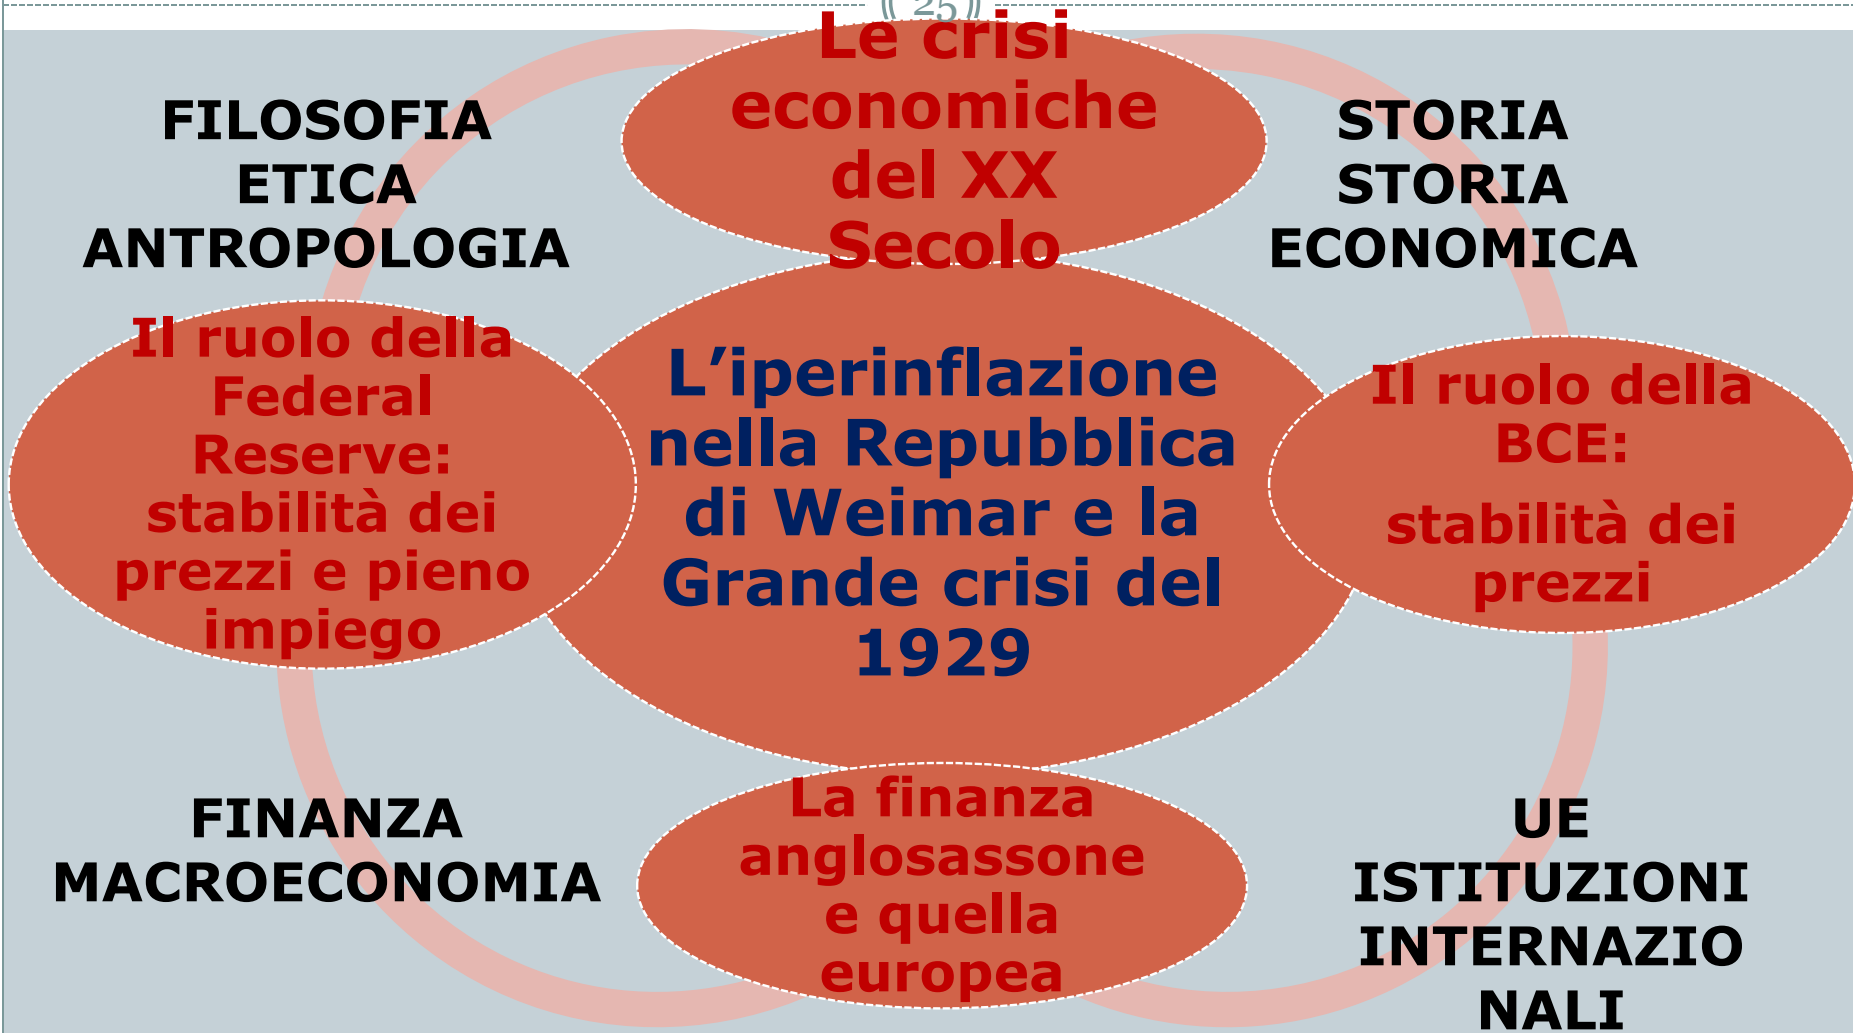 25
Le crisi
economiche
del XX
Secolo
FILOSOFIA
ETICA
ANTROPOLOGIA
STORIA
STORIA
ECONOMICA
Il ruolo della
Federal
Reserve:
stabilità dei
prezzi e pieno
impiego
L’iperinflazione
nella Repubblica
di Weimar e la
Grande crisi del
1929
Il ruolo della
BCE:
stabilità dei
prezzi
FINANZA
MACROECONOMIA
La finanza
anglosassone
e quella
europea
UE
ISTITUZIONI
INTERNAZIO
NALI